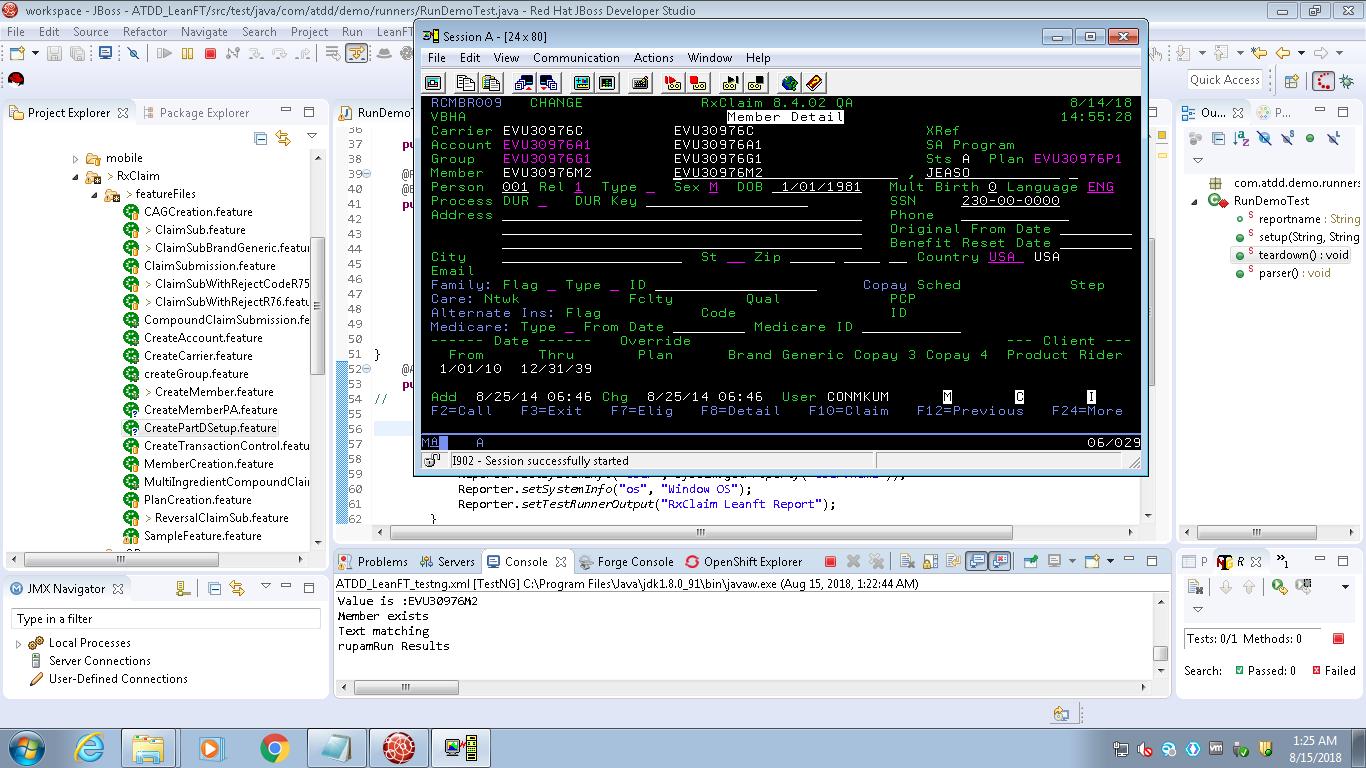 workspace - JBoss - ATDD_LeanFT/src/test/java/com/atdd/demo/runners/RunDemoTest.java - Red Hat JBoss Developer Studio
File Edit Source Refactor Navigate Search Project Run LeanFT
Quick Access
Project Explorer Package Explorer
mobile
RxClaim
> featureFiles
CAGCreation.feature
> ClaimSub.feature
> ClaimSubBrandGeneric.featur
ClaimSubmission.feature
> ClaimSubWithRejectCodeR75
> ClaimSubWithRejectR76.featu
CompoundClaimSubmission.fe
CreateAccount.feature
CreateCarrier.feature
createGroup.feature
> CreateMember.feature
CreateMemberPA.feature
CreatePartDSetup.feature
CreateTransactionControl.feature
MemberCreation.feature
MultiIngredientCompoundClai
PlanCreation.feature
> ReversalClaimSub.feature
SampleFeature.feature
RunDemo
36
37 pu
38
39 @
40 @
41 pu
42
43
44
45
46
47
48
49
50
51 }
52 @A
53 pu
54 //
55
56
57
58
59
60 Reporter.setSystemInfo("os", "Window OS");
61 Reporter.setTestRunnerOutput("RxClaim Leanft Report");
62 }
Session A - [24 x 80]
File Edit View Communication Actions Window Help
RCMBR009 CHANGE RxClaim 8.4.02 QA 8/14/18
VBHA Member Detail 14:55:28
Carrier EVU30976C EVU30976C XRef
Account EVU30976A1 EVU30976A1 SA Program
Group EVU30976G1 EVU30976G1 Sts A Plan EVU30976P1
Member EVU30976M2 EVU30976M2 , JEASO
Person 001 Rel 1 Type _ Sex M DOB 1/01/1981 Mult Birth 0 Language ENG
Process DUR _ DUR Key SSN 230-00-0000
Address Phone
Original From Date
Benefit Reset Date
City St Zip Country USA USA
Email
Family: Flag _ Type _ ID Copay Sched Step
Care: Ntwk Fclty Qual PCP
Alternate Ins: Flag Code ID
Medicare: Type _ From Date Medicare ID
------ Date ------ Override --- Client ---
From Thru Plan Brand Generic Copay 3 Copay 4 Product Rider
1/01/10 12/31/39
Add 8/25/14 06:46 Chg 8/25/14 06:46 User CONMKUM M C I
F2=Call F3=Exit F7=Elig F8=Detail F10=Claim F12=Previous F24=More
MA A 06/029
I902 - Session successfully started
Ou... P...
com.atdd.demo.runners
RunDemoTest
reportname : String
setup(String, String
teardown() : void
parser() : void
Problems Servers Console Forge Console OpenShift Explorer
ATDD_LeanFT_testng.xml [TestNG] C:\Program Files\Java\jdk1.8.0_91\bin\javaw.exe (Aug 15, 2018, 1:22:44 AM)
Value is :EVU30976M2
Member exists
Text matching
rupamRun Results
JMX Navigator
Type in a filter
Local Processes
Server Connections
User-Defined Connections
P R
Tests: 0/1 Methods: 0
Search: Passed: 0 Failed
1:25 AM
8/15/2018